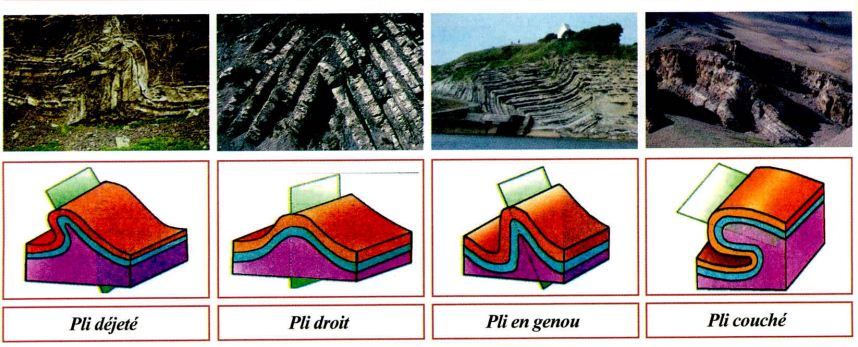 Pli déjeté
Pli droit
Pli en genou
Pli couché